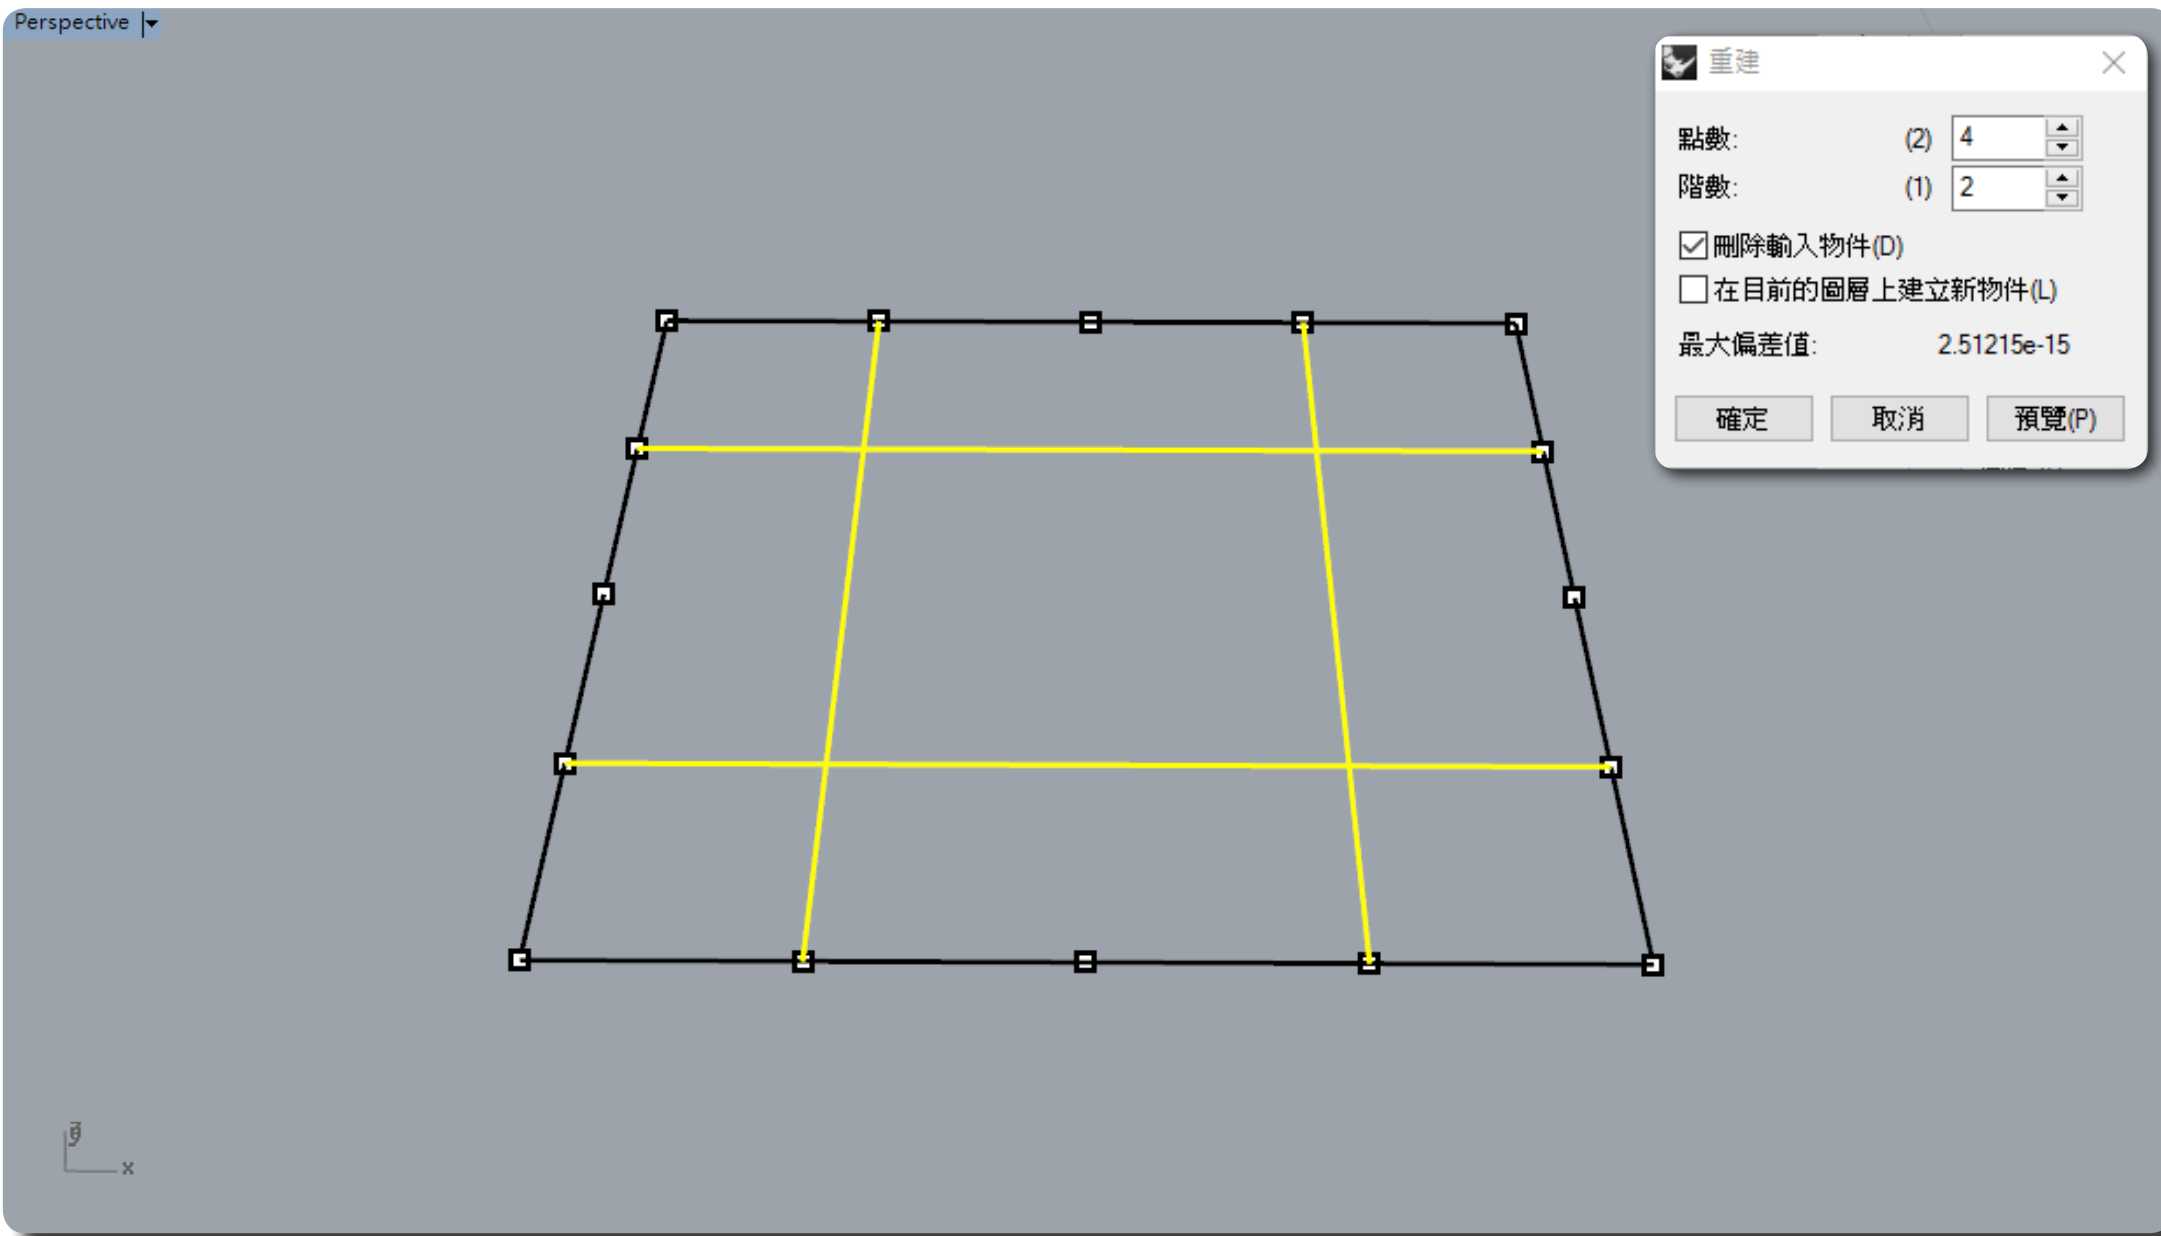 Perspective
重建
點數: (2) 4
階數: (1) 2
刪除輸入物件(D)
在目前的圖層上建立新物件(L)
最大偏差值: 2.51215e-15
確定 取消 預覽(P)
x